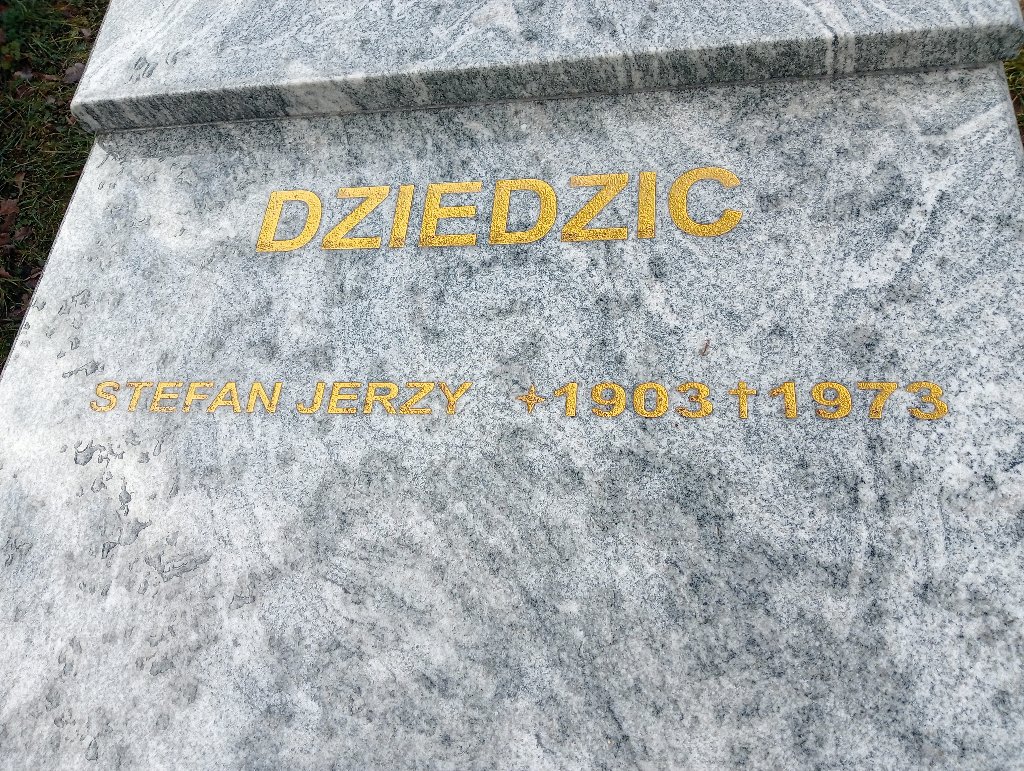 DZIEDZIC
STEFAN JERZY ✧1903 †1973